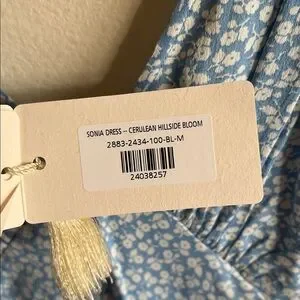 SONIA DRESS -- CERULEAN HILLSIDE BLOOM
2883-2434-100-BL-M
24038257